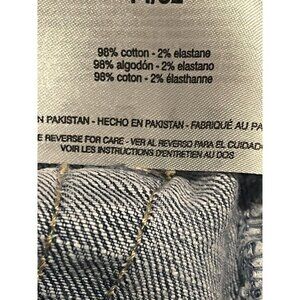 98% cotton - 2% elastane
98% algodón - 2% elastano
98% coton - 2% élasthanne
N PAKISTAN - HECHO EN PAKISTAN - FABRIQUÉ AU PA
E REVERSE FOR CARE - VER AL REVERSO PARA EL CUIDAD
VOIR LES INSTRUCTIONS D'ENTRETIEN AU DOS